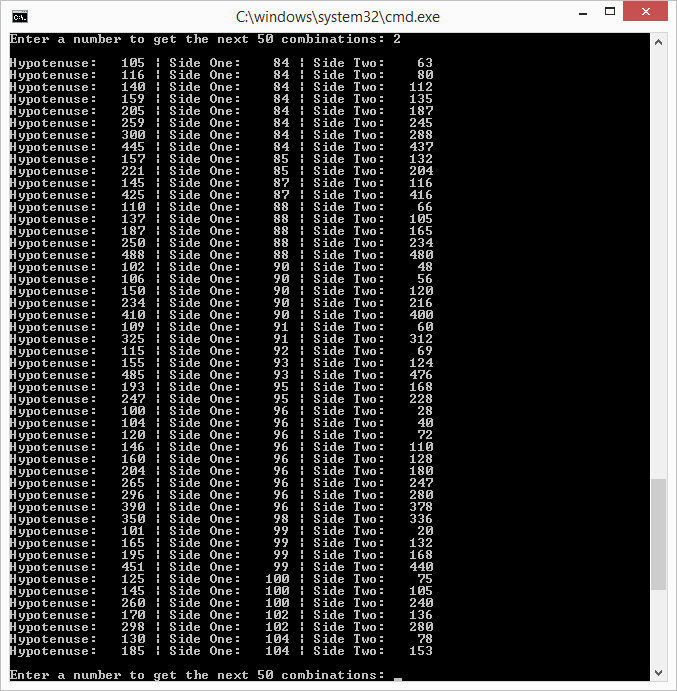 C:\windows\system32\cmd.exe
Enter a number to get the next 50 combinations: 2
Hypotenuse:   105 ¦ Side One:    84 ¦ Side Two:    63
Hypotenuse:   116 ¦ Side One:    84 ¦ Side Two:    80
Hypotenuse:   140 ¦ Side One:    84 ¦ Side Two:   112
Hypotenuse:   159 ¦ Side One:    84 ¦ Side Two:   135
Hypotenuse:   205 ¦ Side One:    84 ¦ Side Two:   187
Hypotenuse:   259 ¦ Side One:    84 ¦ Side Two:   245
Hypotenuse:   300 ¦ Side One:    84 ¦ Side Two:   288
Hypotenuse:   445 ¦ Side One:    84 ¦ Side Two:   437
Hypotenuse:   157 ¦ Side One:    85 ¦ Side Two:   132
Hypotenuse:   221 ¦ Side One:    85 ¦ Side Two:   204
Hypotenuse:   145 ¦ Side One:    87 ¦ Side Two:   116
Hypotenuse:   425 ¦ Side One:    87 ¦ Side Two:   416
Hypotenuse:   110 ¦ Side One:    88 ¦ Side Two:    66
Hypotenuse:   137 ¦ Side One:    88 ¦ Side Two:   105
Hypotenuse:   187 ¦ Side One:    88 ¦ Side Two:   165
Hypotenuse:   250 ¦ Side One:    88 ¦ Side Two:   234
Hypotenuse:   488 ¦ Side One:    88 ¦ Side Two:   480
Hypotenuse:   102 ¦ Side One:    90 ¦ Side Two:    48
Hypotenuse:   106 ¦ Side One:    90 ¦ Side Two:    56
Hypotenuse:   150 ¦ Side One:    90 ¦ Side Two:   120
Hypotenuse:   234 ¦ Side One:    90 ¦ Side Two:   216
Hypotenuse:   410 ¦ Side One:    90 ¦ Side Two:   400
Hypotenuse:   109 ¦ Side One:    91 ¦ Side Two:    60
Hypotenuse:   325 ¦ Side One:    91 ¦ Side Two:   312
Hypotenuse:   115 ¦ Side One:    92 ¦ Side Two:    69
Hypotenuse:   155 ¦ Side One:    93 ¦ Side Two:   124
Hypotenuse:   485 ¦ Side One:    93 ¦ Side Two:   476
Hypotenuse:   193 ¦ Side One:    95 ¦ Side Two:   168
Hypotenuse:   247 ¦ Side One:    95 ¦ Side Two:   228
Hypotenuse:   100 ¦ Side One:    96 ¦ Side Two:    28
Hypotenuse:   104 ¦ Side One:    96 ¦ Side Two:    40
Hypotenuse:   120 ¦ Side One:    96 ¦ Side Two:    72
Hypotenuse:   146 ¦ Side One:    96 ¦ Side Two:   110
Hypotenuse:   160 ¦ Side One:    96 ¦ Side Two:   128
Hypotenuse:   204 ¦ Side One:    96 ¦ Side Two:   180
Hypotenuse:   265 ¦ Side One:    96 ¦ Side Two:   247
Hypotenuse:   296 ¦ Side One:    96 ¦ Side Two:   280
Hypotenuse:   390 ¦ Side One:    96 ¦ Side Two:   378
Hypotenuse:   350 ¦ Side One:    98 ¦ Side Two:   336
Hypotenuse:   101 ¦ Side One:    99 ¦ Side Two:    20
Hypotenuse:   165 ¦ Side One:    99 ¦ Side Two:   132
Hypotenuse:   195 ¦ Side One:    99 ¦ Side Two:   168
Hypotenuse:   451 ¦ Side One:    99 ¦ Side Two:   440
Hypotenuse:   125 ¦ Side One:   100 ¦ Side Two:    75
Hypotenuse:   145 ¦ Side One:   100 ¦ Side Two:   105
Hypotenuse:   260 ¦ Side One:   100 ¦ Side Two:   240
Hypotenuse:   170 ¦ Side One:   102 ¦ Side Two:   136
Hypotenuse:   298 ¦ Side One:   102 ¦ Side Two:   280
Hypotenuse:   130 ¦ Side One:   104 ¦ Side Two:    78
Hypotenuse:   185 ¦ Side One:   104 ¦ Side Two:   153
Enter a number to get the next 50 combinations: _